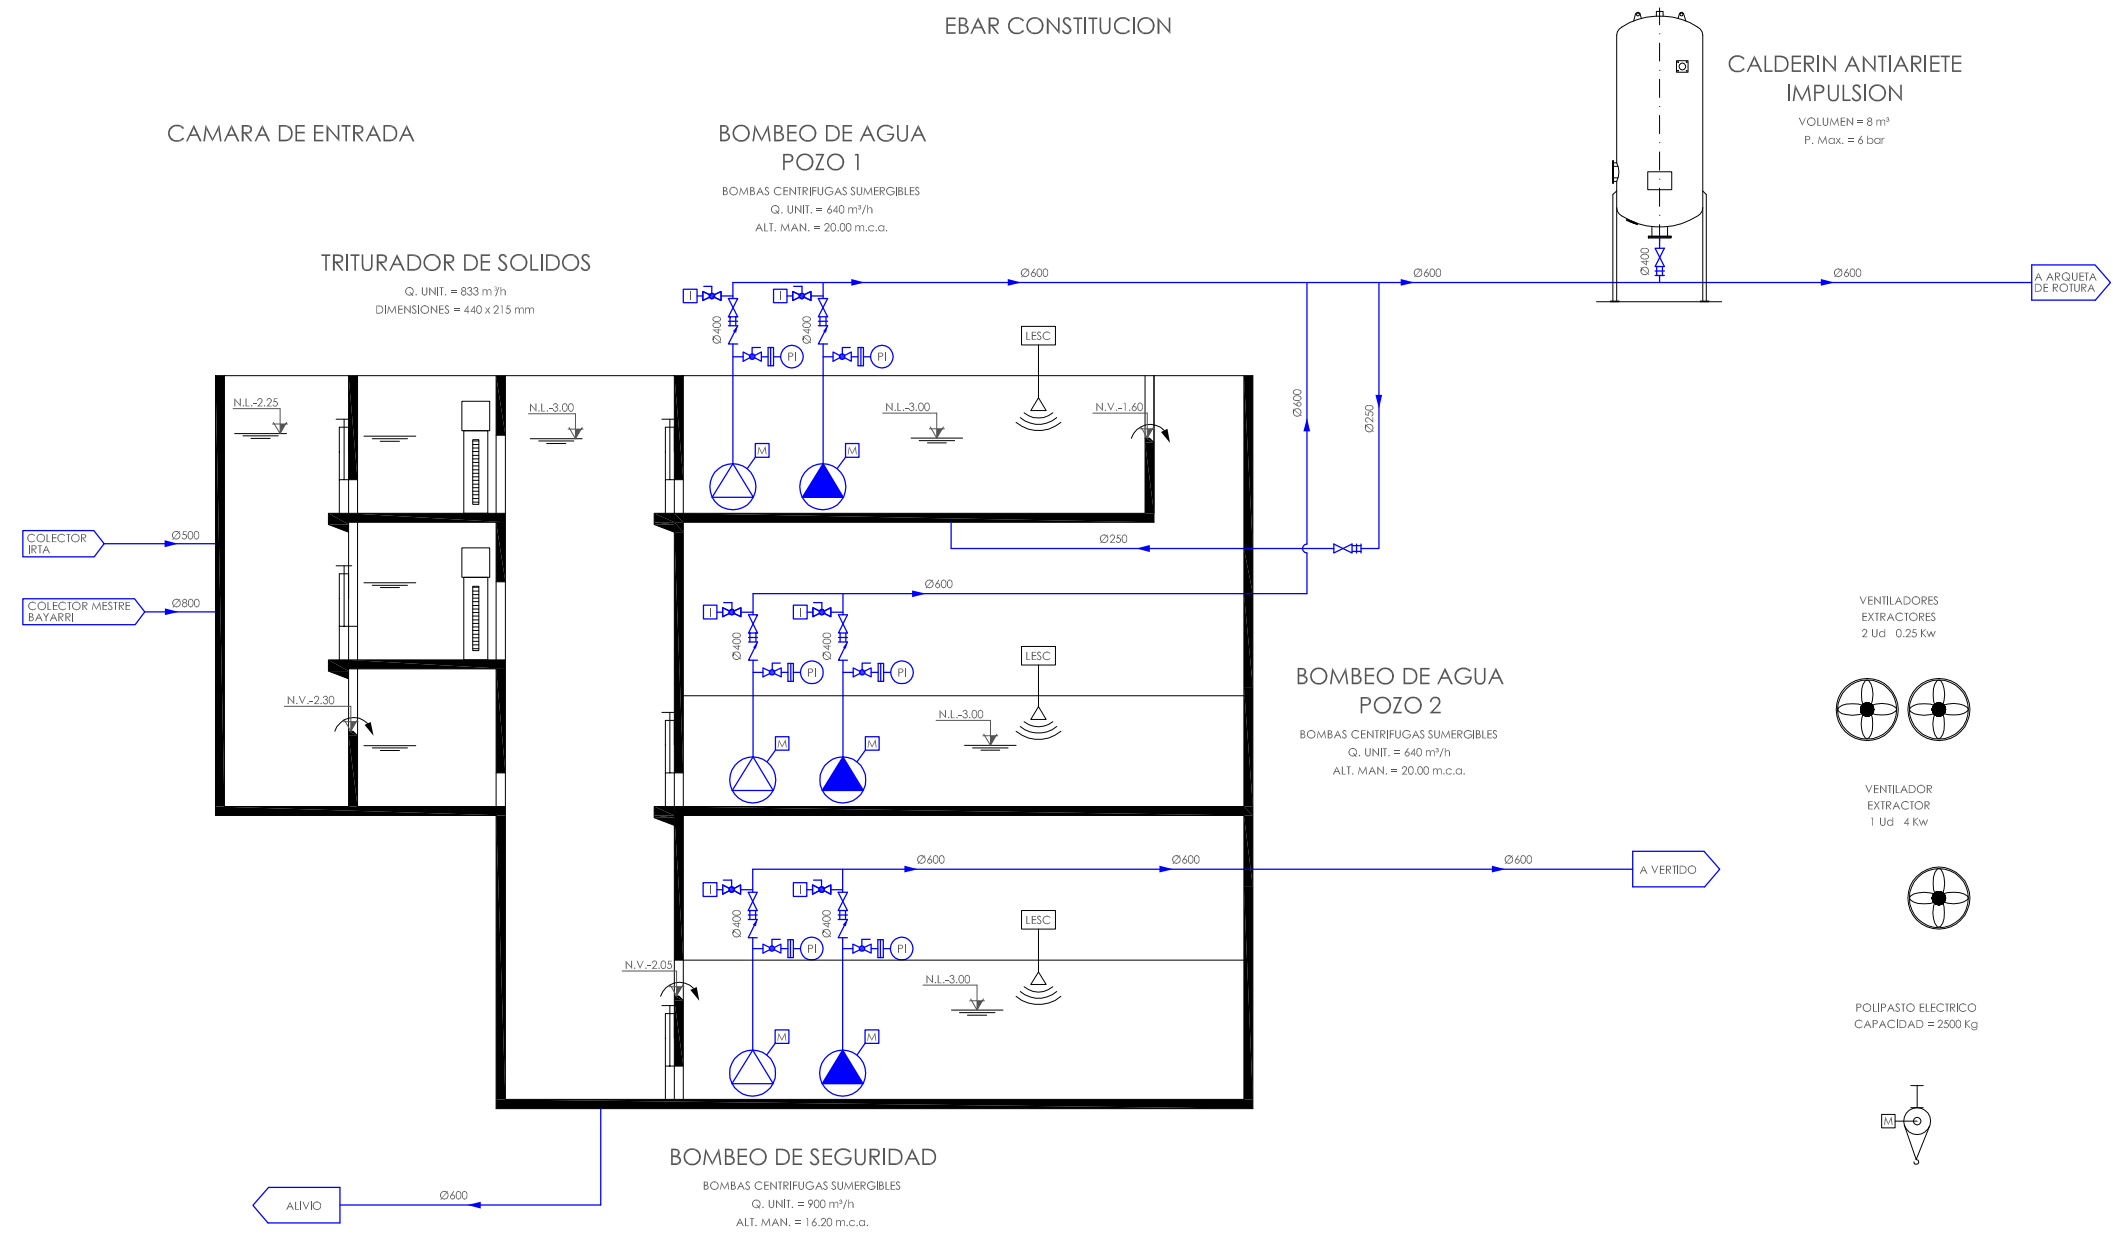 EBAR CONSTITUCION
CALDERIN ANTIARIETE
IMPULSION
VOLUMEN = 8 m³
P. Max. = 6 bar
CAMARA DE ENTRADA
BOMBEO DE AGUA
POZO 1
BOMBAS CENTRIFUGAS SUMERGIBLES
Q. UNIT. = 640 m³/h
ALT. MAN. = 20.00 m.c.a.
TRITURADOR DE SOLIDOS
Q. UNIT. = 833 m³/h
DIMENSIONES = 440 x 215 mm
Ø600
Ø600
Ø400
Ø600
A ARQUETA
DE ROTURA
I
I
Ø400
Ø400
PI
PI
LESC
N.L.-2.25
N.L.-3.00
N.L.-3.00
N.V.-1.60
Ø600
Ø250
M
M
COLECTOR
IRTA
Ø500
Ø250
COLECTOR MESTRE
BAYARRI
Ø800
Ø600
I
I
Ø400
Ø400
PI
PI
LESC
VENTILADORES
EXTRACTORES
2 Ud 0.25 Kw
N.V.-2.30
N.L.-3.00
M
M
BOMBEO DE AGUA
POZO 2
BOMBAS CENTRIFUGAS SUMERGIBLES
Q. UNIT. = 640 m³/h
ALT. MAN. = 20.00 m.c.a.
VENTILADOR
EXTRACTOR
1 Ud 4 Kw
Ø600
Ø600
Ø600
A VERTIDO
I
I
Ø400
Ø400
PI
PI
LESC
N.V.-2.05
N.L.-3.00
M
M
POLIPASTO ELECTRICO
CAPACIDAD = 2500 Kg
M
BOMBEO DE SEGURIDAD
BOMBAS CENTRIFUGAS SUMERGIBLES
Q. UNIT. = 900 m³/h
ALT. MAN. = 16.20 m.c.a.
ALIVIO
Ø600